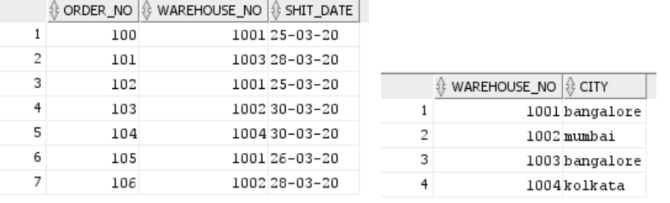 ORDER_NO WAREHOUSE_NO SHIT_DATE
1 100 1001 25-03-20
2 101 1003 28-03-20
3 102 1001 25-03-20
4 103 1002 30-03-20
5 104 1004 30-03-20
6 105 1001 26-03-20
7 106 1002 28-03-20
WAREHOUSE_NO CITY
1 1001 bangalore
2 1002 mumbai
3 1003 bangalore
4 1004 kolkata